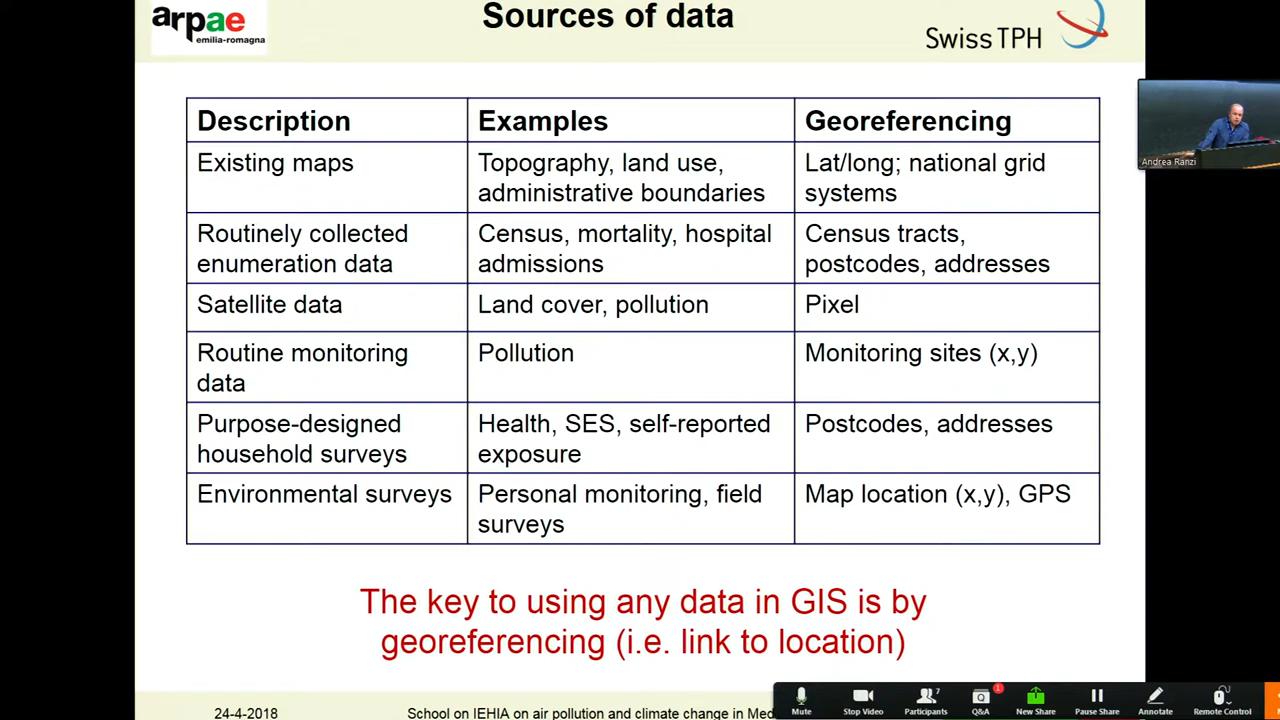 arpae
emilia-romagna
Sources of data
Swiss TPH
Description
Examples
Georeferencing
Existing maps
Topography, land use,
administrative boundaries
Lat/long; national grid
systems
Routinely collected
enumeration data
Census, mortality, hospital
admissions
Census tracts,
postcodes, addresses
Satellite data
Land cover, pollution
Pixel
Routine monitoring
data
Pollution
Monitoring sites (x,y)
Purpose-designed
household surveys
Health, SES, self-reported
exposure
Postcodes, addresses
Environmental surveys
Personal monitoring, field
surveys
Map location (x,y), GPS
The key to using any data in GIS is by
georeferencing (i.e. link to location)
24-4-2018
School on IEHIA on air pollution and climate change in Med
Andrea Ranzi
Mute
Stop Video
7
Participants
1
Q&A
New Share
Pause Share
Annotate
Remote Control